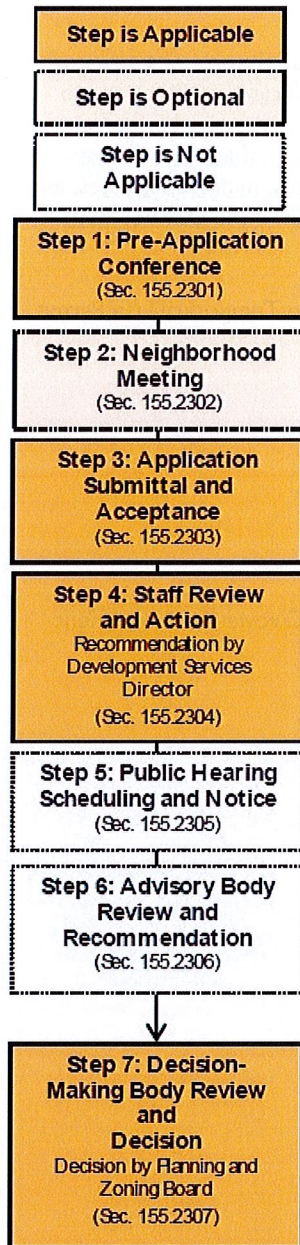 Step is Applicable
Step is Optional
Step is Not
Applicable
Step 1: Pre-Application
Conference
(Sec. 155.2301)
Step 2: Neighborhood
Meeting
(Sec. 155.2302)
Step 3: Application
Submittal and
Acceptance
(Sec. 155.2303)
Step 4: Staff Review
and Action
Recommendation by
Development Services
Director
(Sec. 155.2304)
Step 5: Public Hearing
Scheduling and Notice
(Sec. 155.2305)
Step 6: Advisory Body
Review and
Recommendation
(Sec. 155.2306)
Step 7: Decision-
Making Body Review
and
Decision
Decision by Planning and
Zoning Board
(Sec. 155.2307)